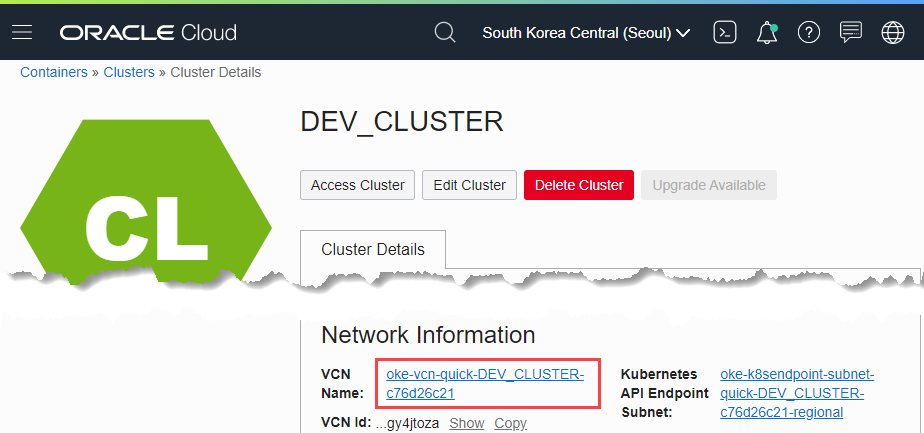 ORACLE Cloud
South Korea Central (Seoul)
Containers » Clusters » Cluster Details
CL
DEV_CLUSTER
Access Cluster
Edit Cluster
Delete Cluster
Upgrade Available
Cluster Details
Network Information
VCN Name:
oke-vcn-quick-DEV_CLUSTER-
c76d26c21
VCN Id: ...gy4jtoza Show Copy
Kubernetes
API Endpoint
Subnet:
oke-k8sendpoint-subnet-
quick-DEV_CLUSTER-
c76d26c21-regional